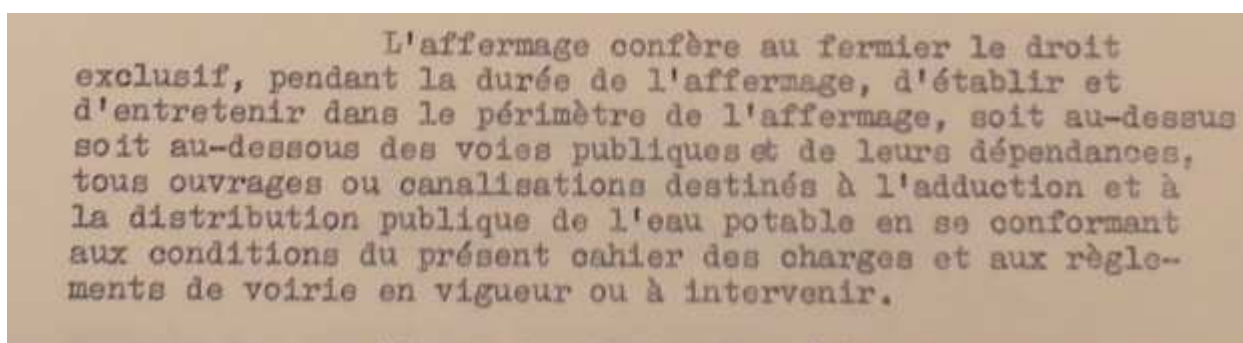 L'affermage confère au fermier le droit
exclusif, pendant la durée de l'affermage, d'établir et
d'entretenir dans le périmètre de l'affermage, soit au-dessus
soit au-dessous des voies publiques et de leurs dépendances,
tous ouvrages ou canalisations destinés à l'adduction et à
la distribution publique de l'eau potable en se conformant
aux conditions du présent cahier des charges et aux règle-
ments de voirie en vigueur ou à intervenir.